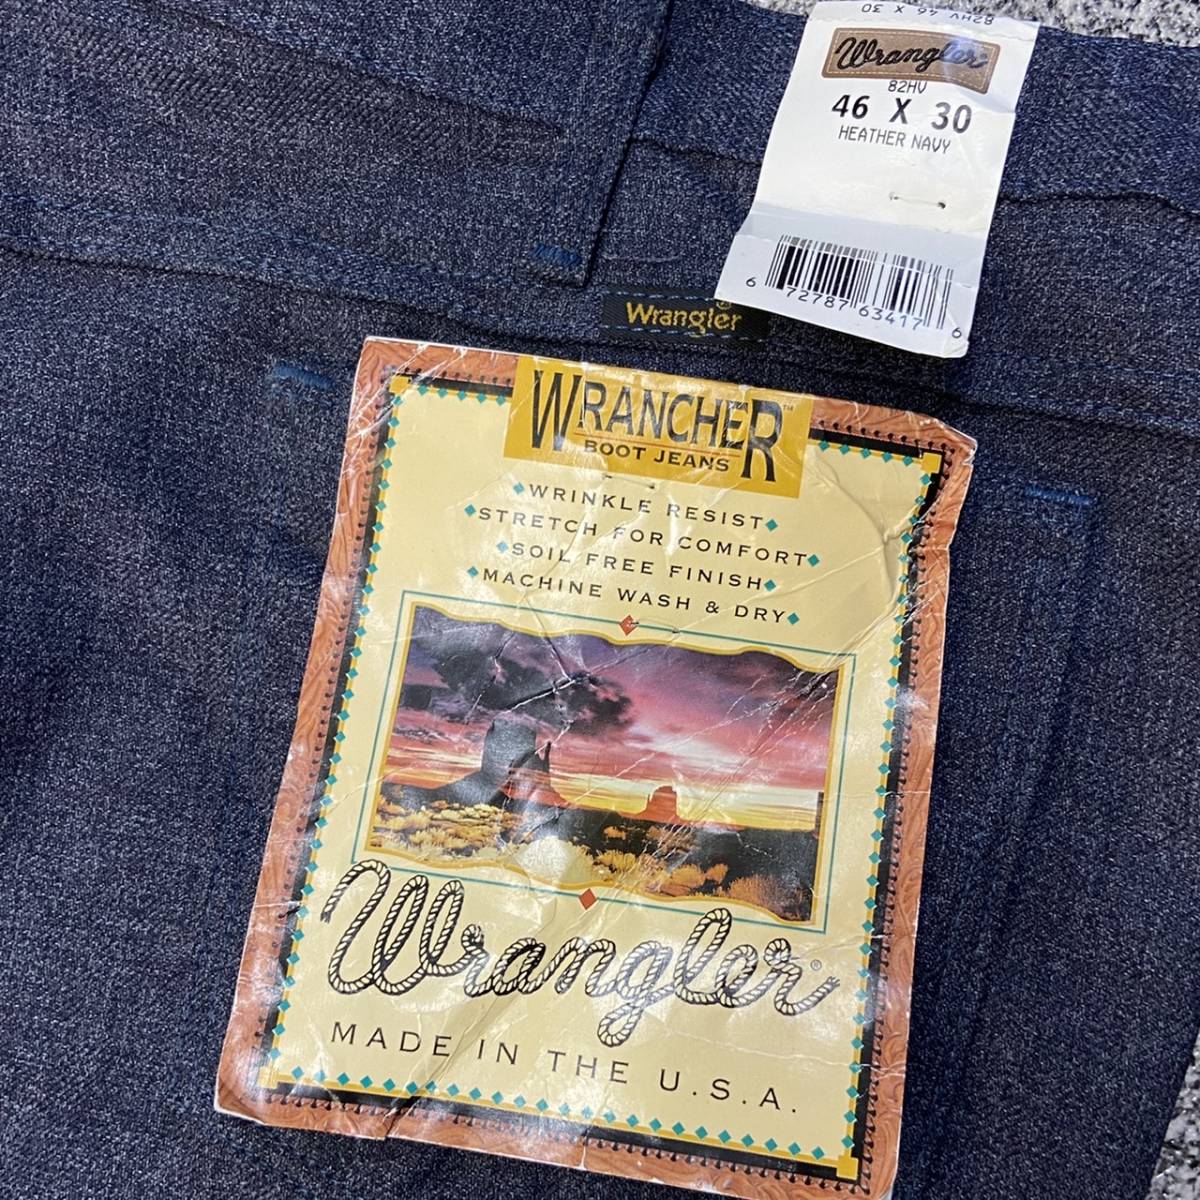 82HV 46 X 30
Wrangler
82HV
46 X 30
HEATHER NAVY
6 72787 63417 6
Wrangler®
WRANCHER™
BOOT JEANS
WRINKLE RESIST
STRETCH FOR COMFORT
SOIL FREE FINISH
MACHINE WASH & DRY
Wrangler®
MADE IN THE U.S.A.